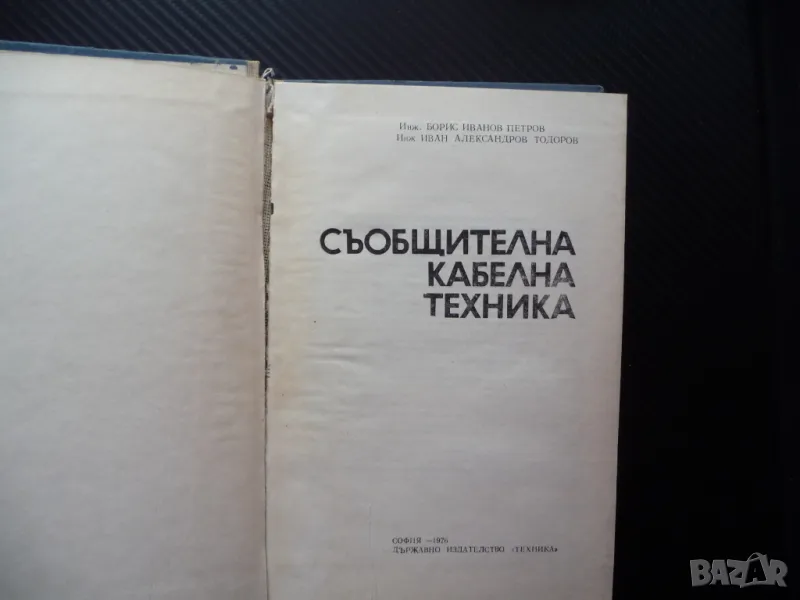 Инж. БОРИС ИВАНОВ ПЕТРОВ
Инж ИВАН АЛЕКСАНДРОВ ТОДОРОВ
СЪОБЩИТЕЛНА
КАБЕЛНА
ТЕХНИКА
СОФИЯ —1976
ДЪРЖАВНО ИЗДАТЕЛСТВО «ТЕХНИКА»
BAZAR